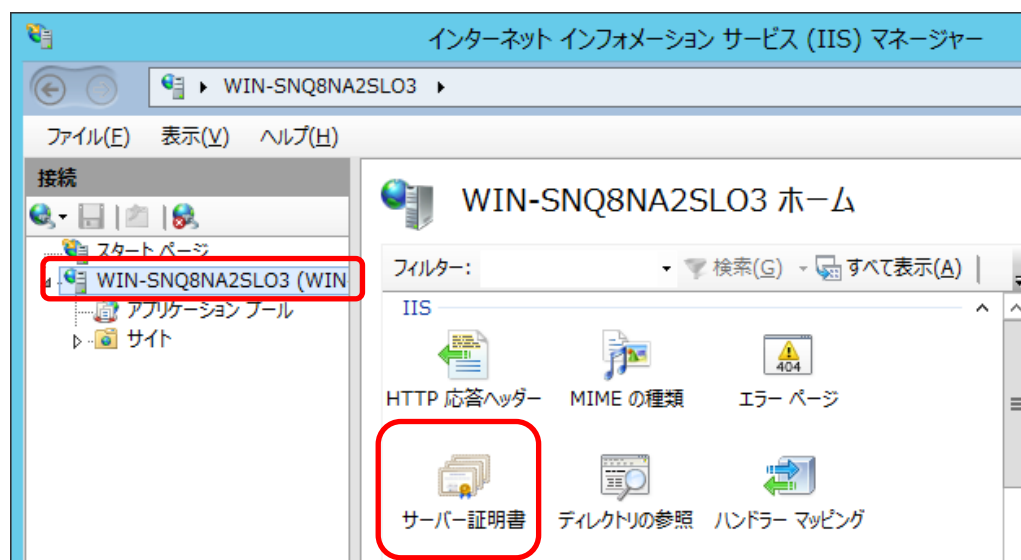 インターネット インフォメーション サービス (IIS) マネージャー
WIN-SNQ8NA2SLO3
ファイル(F) 表示(V) ヘルプ(H)
接続
スタート ページ
WIN-SNQ8NA2SLO3 (WIN
アプリケーション プール
サイト
WIN-SNQ8NA2SLO3 ホーム
フィルター: 検索(G) すべて表示(A)
IIS
HTTP 応答ヘッダー MIME の種類 エラー ページ
404
サーバー証明書 ディレクトリの参照 ハンドラー マッピング